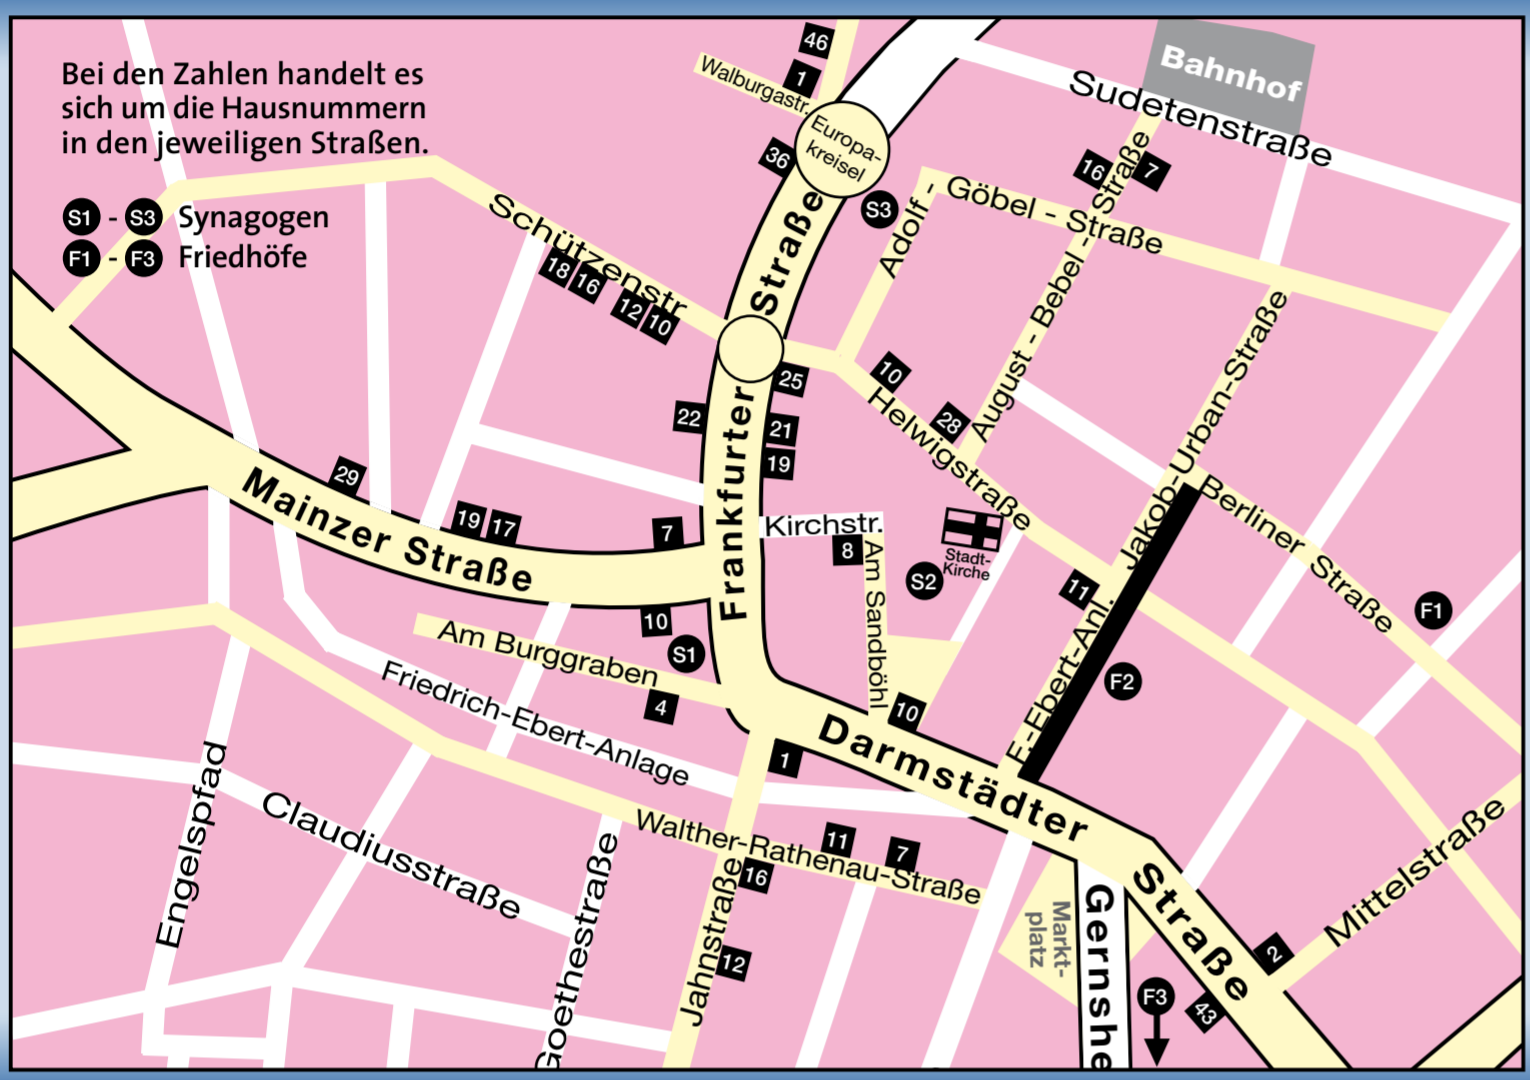 Bei den Zahlen handelt es
sich um die Hausnummern
in den jeweiligen Straßen.
S1 - S3 Synagogen
F1 - F3 Friedhöfe
46
1
Walburgastr.
Europa-
kreisel
36
S3
Bahnhof
Sudetenstraße
16
7
Adolf - Göbel - Straße
August - Bebel - Straße
Schützenstr
18
16
12
10
25
22
21
19
10
28
Helwigstraße
Jakob-Urban-Straße
Berliner Straße
Frankfurter Straße
29
19
17
7
Mainzer Straße
Kirchstr.
8
Am Sandböhl
Stadt-
Kirche
S2
11
F1
F2
E.-Ebert-Anl.
10
S1
Am Burggraben
4
10
Friedrich-Ebert-Anlage
1
Darmstädter Straße
Engelspfad
Claudiusstraße
Goethestraße
Walther-Rathenau-Straße
11
7
16
Jahnstraße
12
Markt-
platz
Gernshe
F3
43
2
Mittelstraße